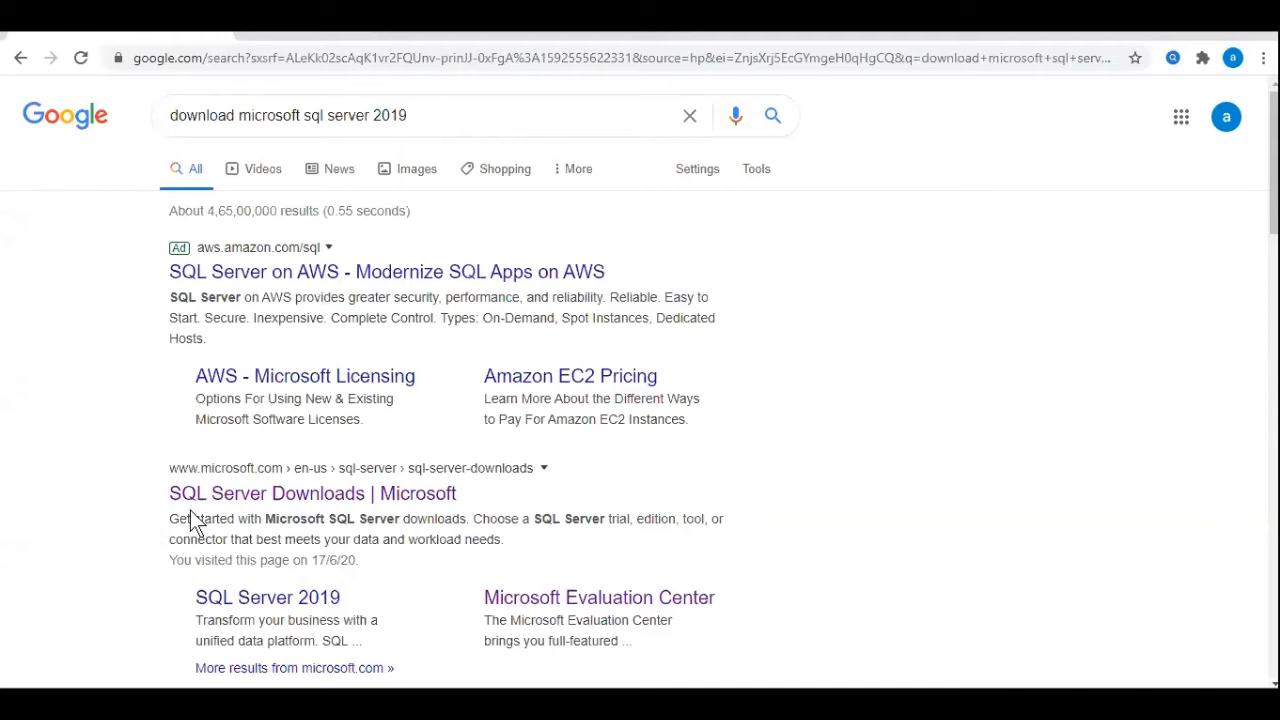 google.com/search?sxsrf=ALeKk02scAqK1vr2FQUnv-prinJJ-0xFgA%3A1592555622331&source=hp&ei=ZnjsXrj5EcGYmgeH0qHgCQ&q=download+microsoft+sql+serv... a
Google download microsoft sql server 2019 a
All Videos News Images Shopping More Settings Tools
About 4,65,00,000 results (0.55 seconds)
Ad aws.amazon.com/sql
SQL Server on AWS - Modernize SQL Apps on AWS
SQL Server on AWS provides greater security, performance, and reliability. Reliable. Easy to
Start. Secure. Inexpensive. Complete Control. Types: On-Demand, Spot Instances, Dedicated
Hosts.
AWS - Microsoft Licensing
Options For Using New & Existing
Microsoft Software Licenses.
Amazon EC2 Pricing
Learn More About the Different Ways
to Pay For Amazon EC2 Instances.
www.microsoft.com › en-us › sql-server › sql-server-downloads
SQL Server Downloads | Microsoft
Get started with Microsoft SQL Server downloads. Choose a SQL Server trial, edition, tool, or
connector that best meets your data and workload needs.
You visited this page on 17/6/20.
SQL Server 2019
Transform your business with a
unified data platform. SQL ...
Microsoft Evaluation Center
The Microsoft Evaluation Center
brings you full-featured ...
More results from microsoft.com »